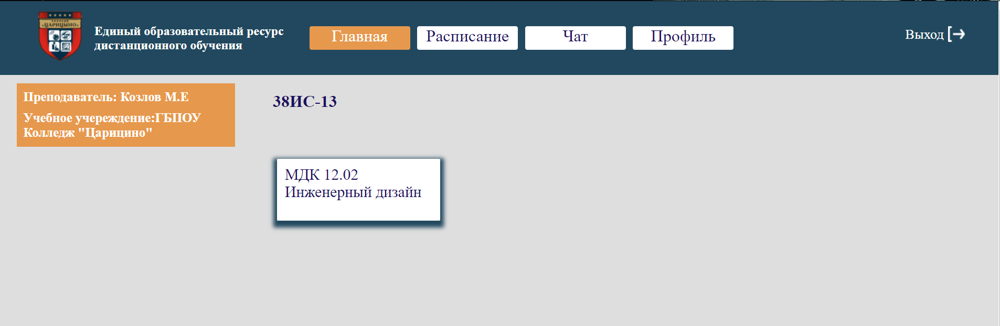 КОЛЛЕДЖ
«ЦАРИЦЫНО»
Единый образовательный ресурс
дистанционного обучения
Главная
Расписание
Чат
Профиль
Выход
Преподаватель: Козлов М.Е
Учебное учереждение:ГБПОУ
Колледж "Царицино"
38ИС-13
МДК 12.02
Инженерный дизайн